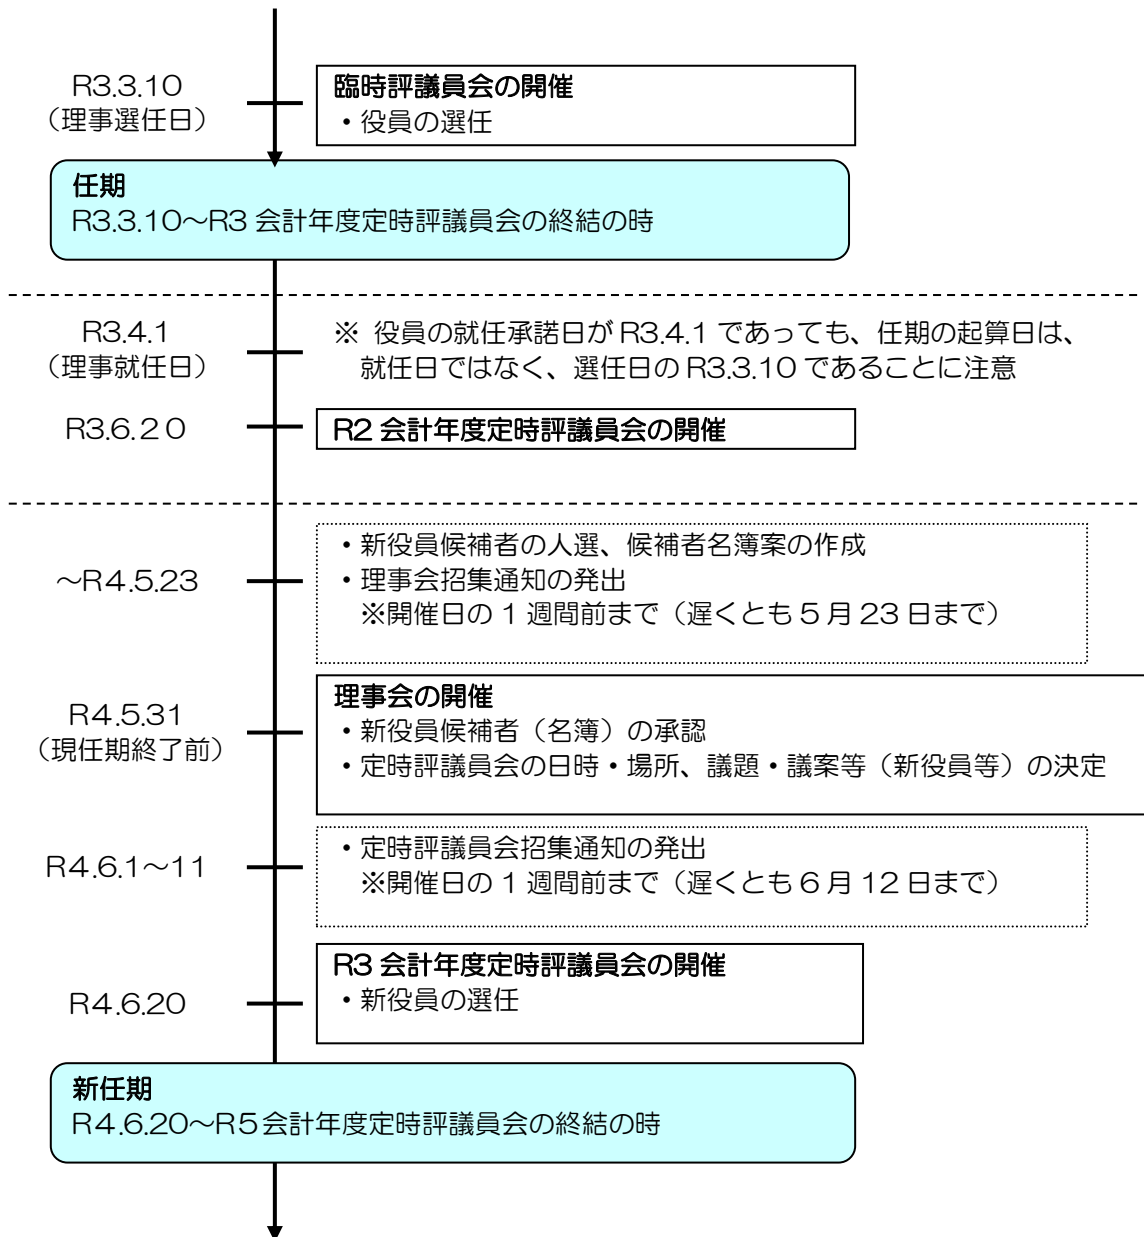 R3.3.10
（理事選任日）
臨時評議員会の開催
・役員の選任
任期
R3.3.10～R3 会計年度定時評議員会の終結の時
R3.4.1
（理事就任日）
※ 役員の就任承諾日が R3.4.1 であっても、任期の起算日は、
就任日ではなく、選任日の R3.3.10 であることに注意
R3.6.２０
R2 会計年度定時評議員会の開催
～R４.5.23
・新役員候補者の人選、候補者名簿案の作成
・理事会招集通知の発出
※開催日の 1 週間前まで（遅くとも 5 月 23 日まで）
R４.5.31
（現任期終了前）
理事会の開催
・新役員候補者（名簿）の承認
・定時評議員会の日時・場所、議題・議案等（新役員等）の決定
R４.6.1～11
・定時評議員会招集通知の発出
※開催日の 1 週間前まで（遅くとも 6 月 12 日まで）
R４.6.20
R3 会計年度定時評議員会の開催
・新役員の選任
新任期
R４.6.20～R５会計年度定時評議員会の終結の時